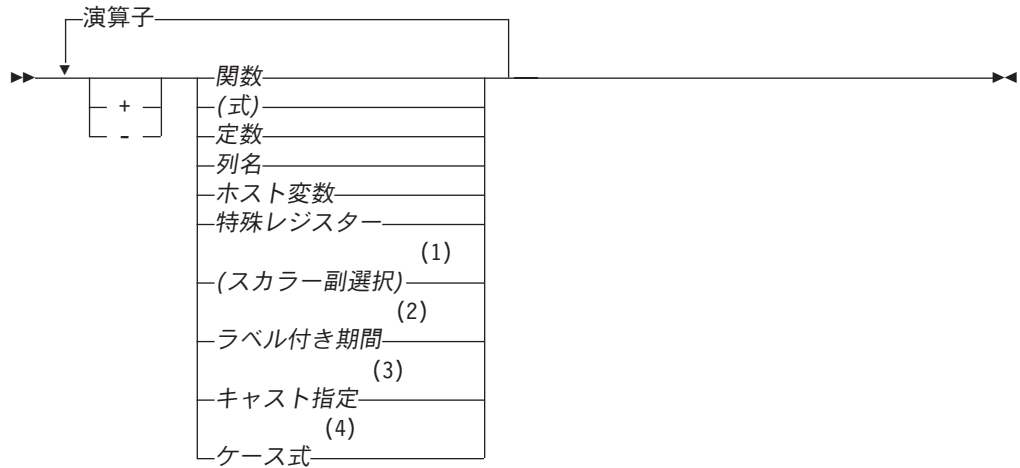 演算子
関数
+
(式)
-
定数
列名
ホスト変数
特殊レジスター
(1)
(スカラー副選択)
(2)
ラベル付き期間
(3)
キャスト指定
(4)
ケース式